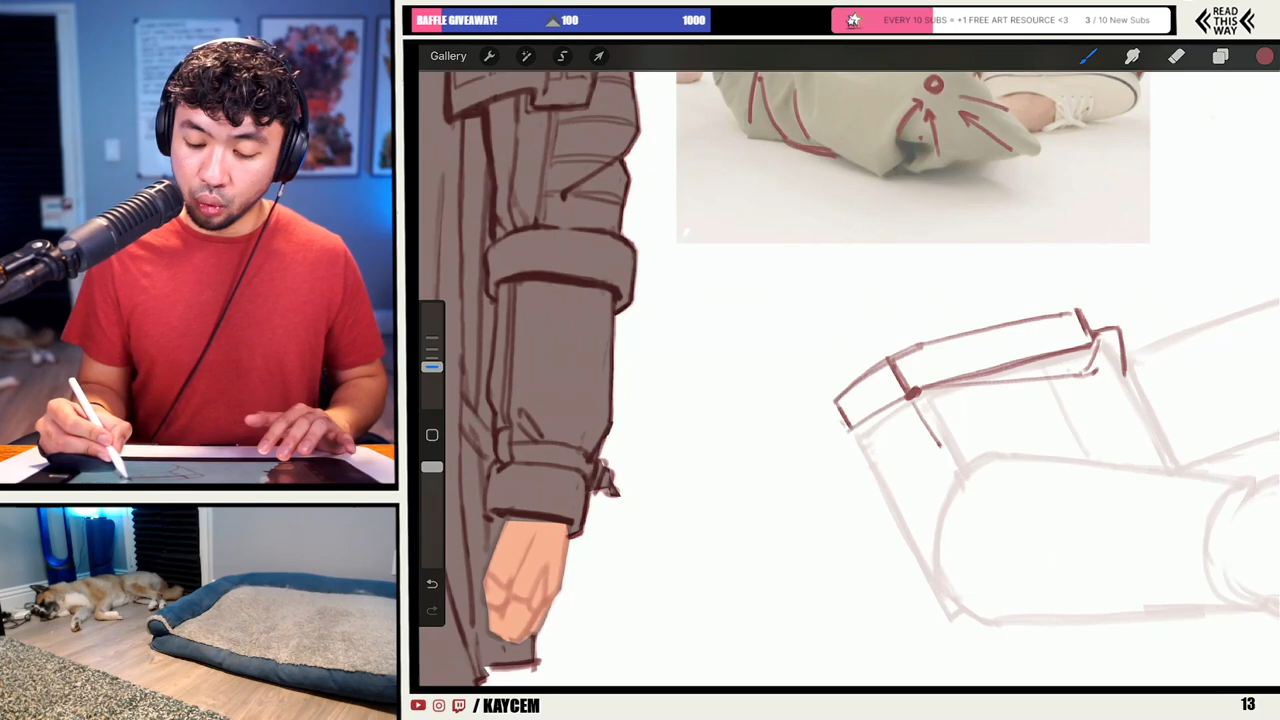 RAFFLE GIVEAWAY! 100 1000
EVERY 10 SUBS = +1 FREE ART RESOURCE <3 3 / 10 New Subs
READ
THIS
WAY
Gallery
/ KAYCEM
13